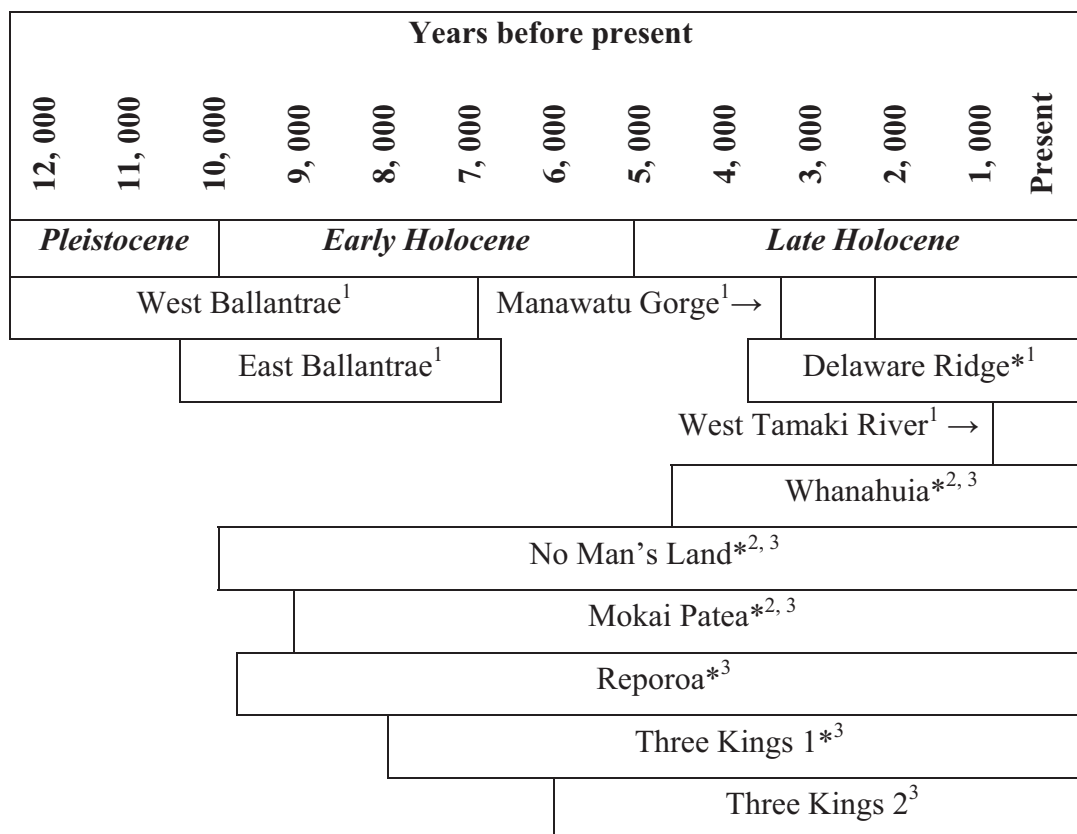 Years before present
12, 000 11, 000 10, 000 9, 000 8, 000 7, 000 6, 000 5, 000 4, 000 3, 000 2, 000 1, 000 Present
Pleistocene Early Holocene Late Holocene
West Ballantrae¹ Manawatu Gorge¹→
East Ballantrae¹ Delaware Ridge*¹
West Tamaki River¹ →
Whanahuia*²˒ ³
No Man’s Land*²˒ ³
Mokai Patea*²˒ ³
Reporoa*³
Three Kings 1*³
Three Kings 2³